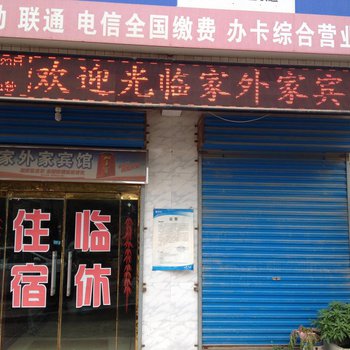 动 联通 电信全国缴费 办卡综合营业
欢迎光临家外家宾
家外家宾馆
住宿
临休